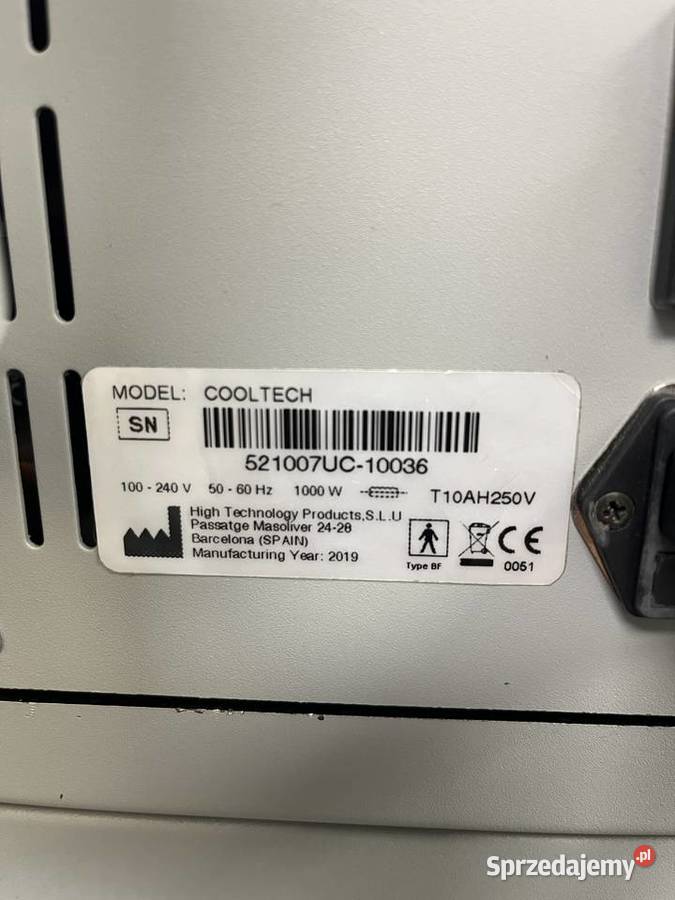 MODEL: COOLTECH
SN
521007UC-10036
100 - 240 V 50 - 60 Hz 1000 W T10AH250V
High Technology Products,S.L.U
Passatge Masoliver 24-28
Barcelona (SPAIN)
Manufacturing Year: 2019
Type BF
CE
0051
Sprzedajemy.pl